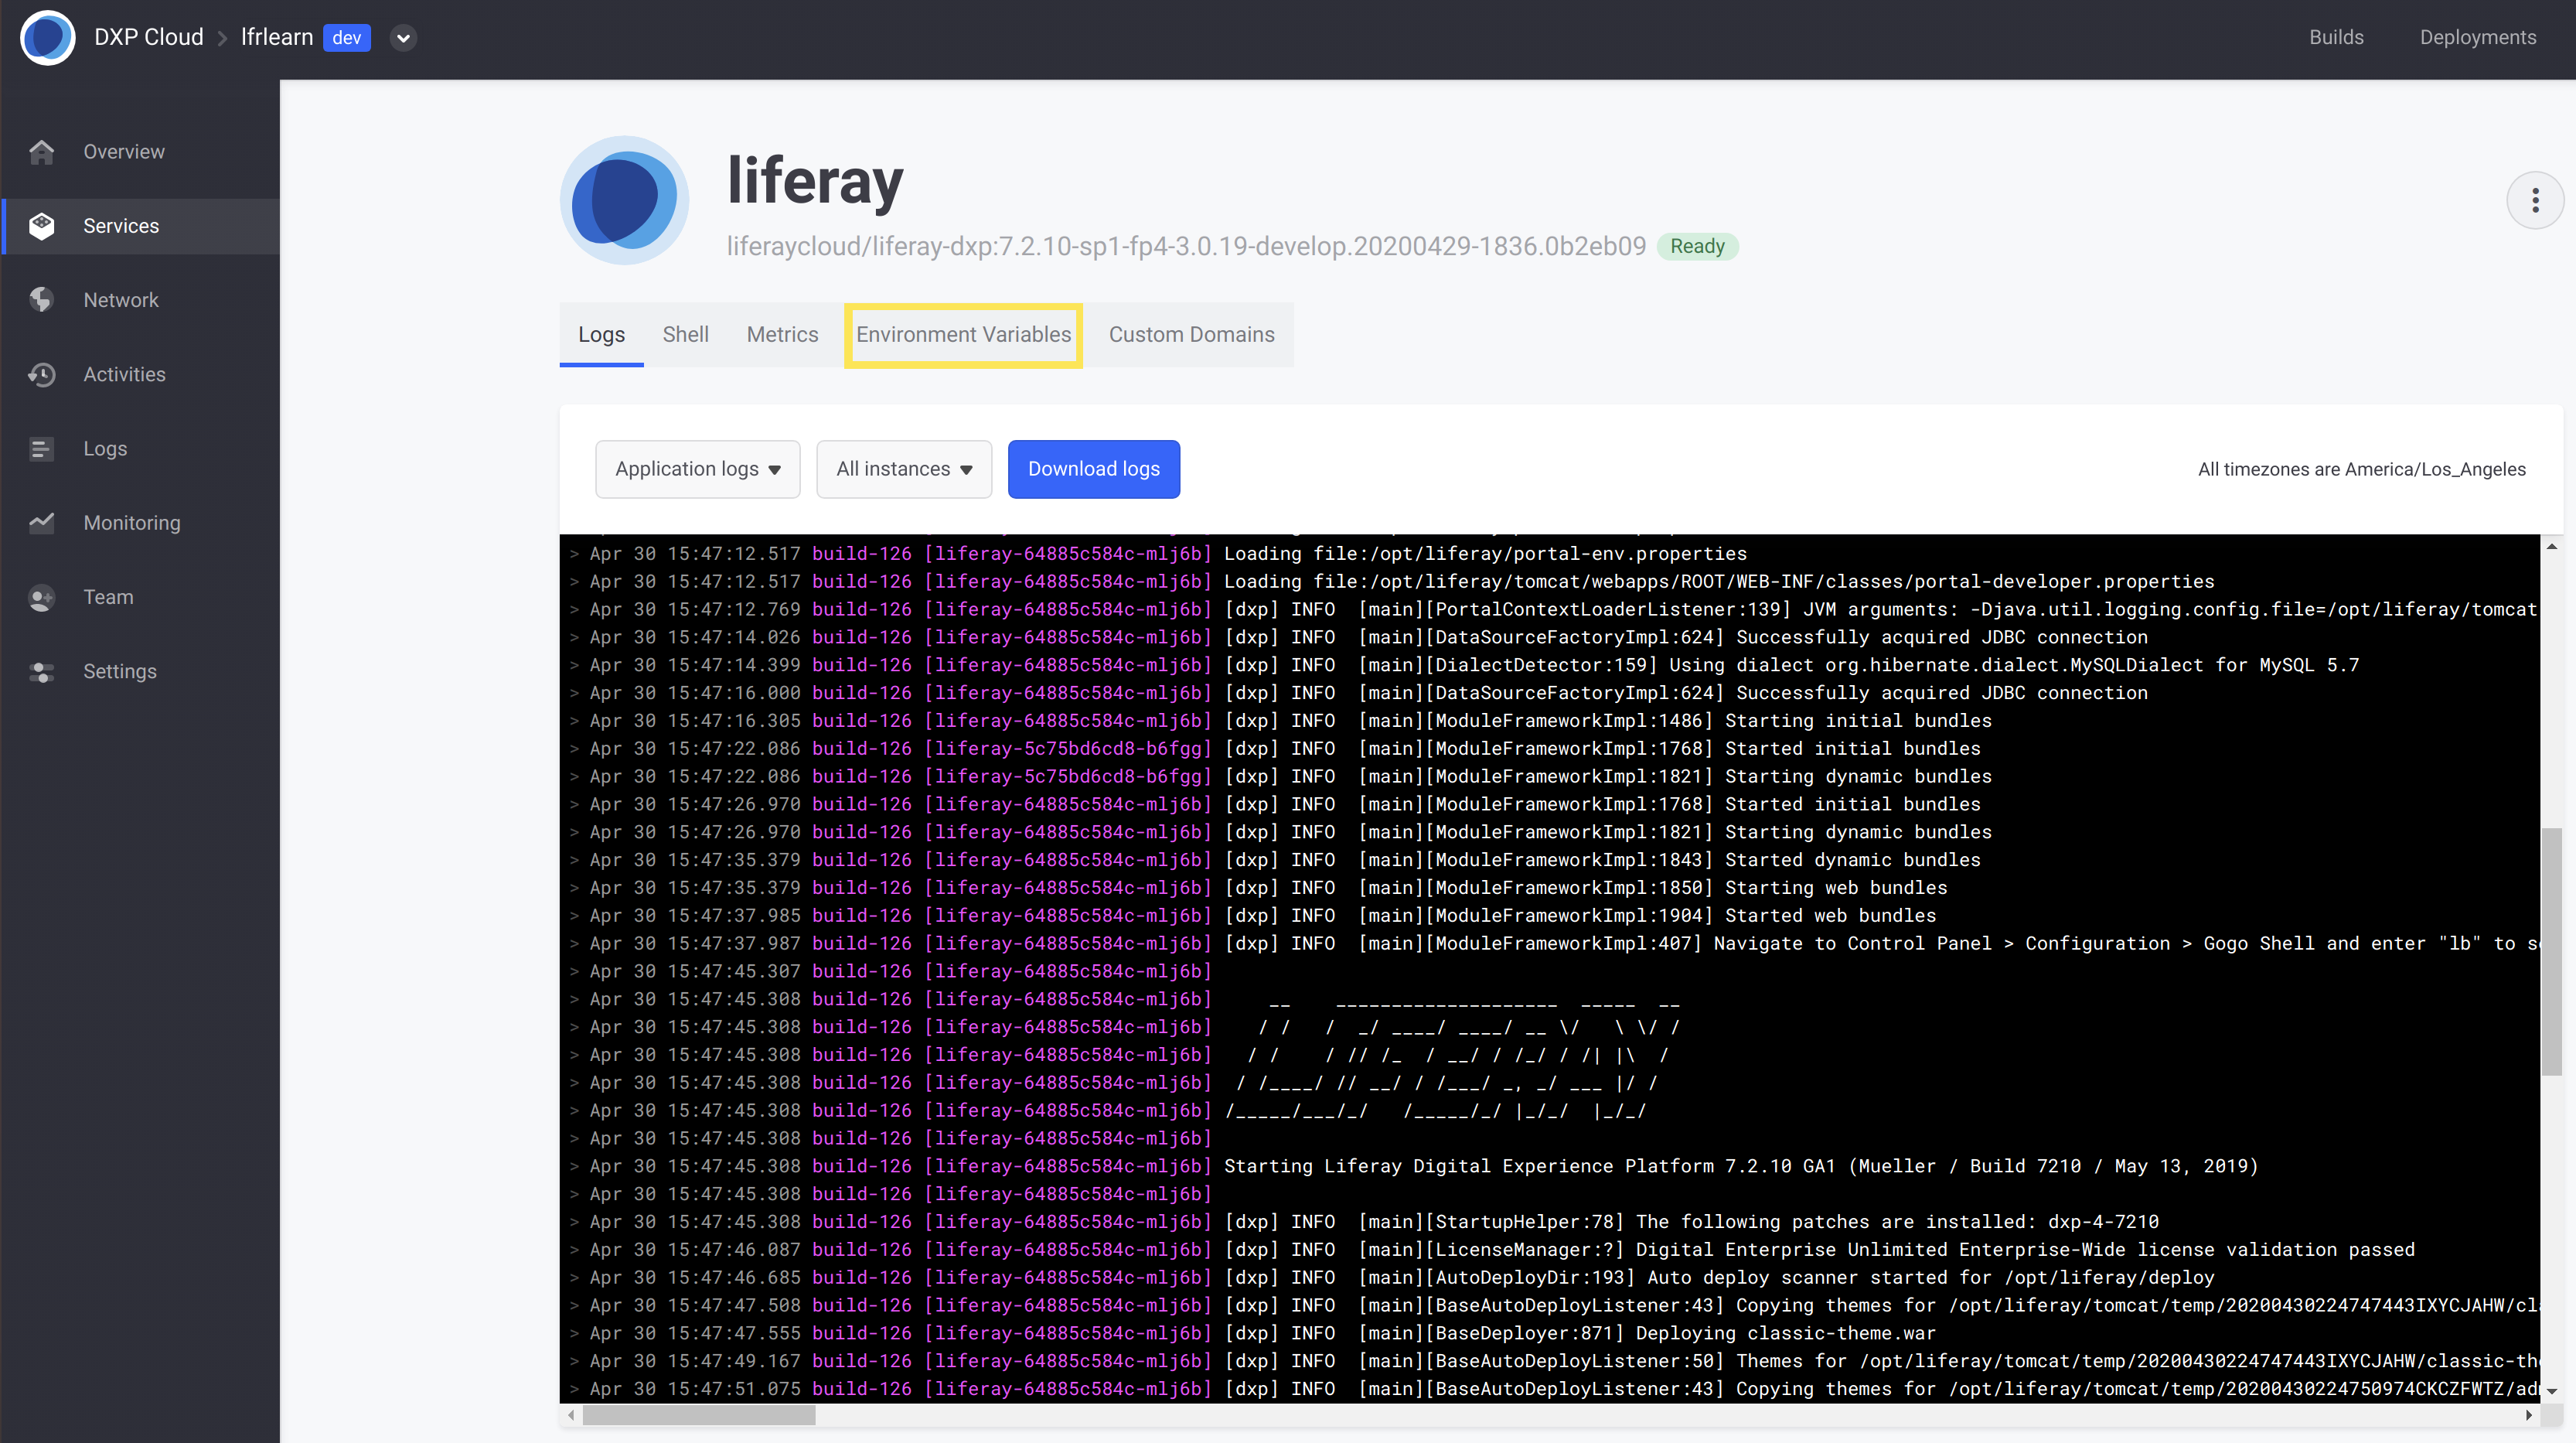 DXP Cloud lfrlearn dev Builds Deployments
Overview
Services
Network
Activities
Logs
Monitoring
Team
Settings
liferay
liferaycloud/liferay-dxp:7.2.10-sp1-fp4-3.0.19-develop.20200429-1836.0b2eb09 Ready
Logs Shell Metrics Environment Variables Custom Domains
Application logs All instances Download logs All timezones are America/Los_Angeles
> Apr 30 15:47:12.517 build-126 [liferay-64885c584c-mlj6b] Loading file:/opt/liferay/portal-env.properties
> Apr 30 15:47:12.517 build-126 [liferay-64885c584c-mlj6b] Loading file:/opt/liferay/tomcat/webapps/ROOT/WEB-INF/classes/portal-developer.properties
> Apr 30 15:47:12.769 build-126 [liferay-64885c584c-mlj6b] [dxp] INFO  [main][PortalContextLoaderListener:139] JVM arguments: -Djava.util.logging.config.file=/opt/liferay/tomcat
> Apr 30 15:47:14.026 build-126 [liferay-64885c584c-mlj6b] [dxp] INFO  [main][DataSourceFactoryImpl:624] Successfully acquired JDBC connection
> Apr 30 15:47:14.399 build-126 [liferay-64885c584c-mlj6b] [dxp] INFO  [main][DialectDetector:159] Using dialect org.hibernate.dialect.MySQLDialect for MySQL 5.7
> Apr 30 15:47:16.000 build-126 [liferay-64885c584c-mlj6b] [dxp] INFO  [main][DataSourceFactoryImpl:624] Successfully acquired JDBC connection
> Apr 30 15:47:16.305 build-126 [liferay-64885c584c-mlj6b] [dxp] INFO  [main][ModuleFrameworkImpl:1486] Starting initial bundles
> Apr 30 15:47:22.086 build-126 [liferay-5c75bd6cd8-b6fgg] [dxp] INFO  [main][ModuleFrameworkImpl:1768] Started initial bundles
> Apr 30 15:47:22.086 build-126 [liferay-5c75bd6cd8-b6fgg] [dxp] INFO  [main][ModuleFrameworkImpl:1821] Starting dynamic bundles
> Apr 30 15:47:26.970 build-126 [liferay-64885c584c-mlj6b] [dxp] INFO  [main][ModuleFrameworkImpl:1768] Started initial bundles
> Apr 30 15:47:26.970 build-126 [liferay-64885c584c-mlj6b] [dxp] INFO  [main][ModuleFrameworkImpl:1821] Starting dynamic bundles
> Apr 30 15:47:35.379 build-126 [liferay-64885c584c-mlj6b] [dxp] INFO  [main][ModuleFrameworkImpl:1843] Started dynamic bundles
> Apr 30 15:47:35.379 build-126 [liferay-64885c584c-mlj6b] [dxp] INFO  [main][ModuleFrameworkImpl:1850] Starting web bundles
> Apr 30 15:47:37.985 build-126 [liferay-64885c584c-mlj6b] [dxp] INFO  [main][ModuleFrameworkImpl:1904] Started web bundles
> Apr 30 15:47:37.987 build-126 [liferay-64885c584c-mlj6b] [dxp] INFO  [main][ModuleFrameworkImpl:407] Navigate to Control Panel > Configuration > Gogo Shell and enter "lb" to
> Apr 30 15:47:45.307 build-126 [liferay-64885c584c-mlj6b]
> Apr 30 15:47:45.308 build-126 [liferay-64885c584c-mlj6b]     __    ____________________  _____  __
> Apr 30 15:47:45.308 build-126 [liferay-64885c584c-mlj6b]    / /   /  _/ ____/ ____/ __ \/   \ \/ /
> Apr 30 15:47:45.308 build-126 [liferay-64885c584c-mlj6b]   / /    / // /_  / __/ / /_/ / /| |\  /
> Apr 30 15:47:45.308 build-126 [liferay-64885c584c-mlj6b]  / /____/ // __/ / /___/ _, _/ ___ |/ /
> Apr 30 15:47:45.308 build-126 [liferay-64885c584c-mlj6b] /_____/___/_/   /_____/_/ |_/_/  |_/_/
> Apr 30 15:47:45.308 build-126 [liferay-64885c584c-mlj6b]
> Apr 30 15:47:45.308 build-126 [liferay-64885c584c-mlj6b] Starting Liferay Digital Experience Platform 7.2.10 GA1 (Mueller / Build 7210 / May 13, 2019)
> Apr 30 15:47:45.308 build-126 [liferay-64885c584c-mlj6b]
> Apr 30 15:47:45.308 build-126 [liferay-64885c584c-mlj6b] [dxp] INFO  [main][StartupHelper:78] The following patches are installed: dxp-4-7210
> Apr 30 15:47:46.087 build-126 [liferay-64885c584c-mlj6b] [dxp] INFO  [main][LicenseManager:?] Digital Enterprise Unlimited Enterprise-Wide license validation passed
> Apr 30 15:47:46.685 build-126 [liferay-64885c584c-mlj6b] [dxp] INFO  [main][AutoDeployDir:193] Auto deploy scanner started for /opt/liferay/deploy
> Apr 30 15:47:47.508 build-126 [liferay-64885c584c-mlj6b] [dxp] INFO  [main][BaseAutoDeployListener:43] Copying themes for /opt/liferay/tomcat/temp/20200430224747443IXYCJAHW/cl
> Apr 30 15:47:47.555 build-126 [liferay-64885c584c-mlj6b] [dxp] INFO  [main][BaseDeployer:871] Deploying classic-theme.war
> Apr 30 15:47:49.167 build-126 [liferay-64885c584c-mlj6b] [dxp] INFO  [main][BaseAutoDeployListener:50] Themes for /opt/liferay/tomcat/temp/20200430224747443IXYCJAHW/classic-th
> Apr 30 15:47:51.075 build-126 [liferay-64885c584c-mlj6b] [dxp] INFO  [main][BaseAutoDeployListener:43] Copying themes for /opt/liferay/tomcat/temp/20200430224750974CKCZFWTZ/ad